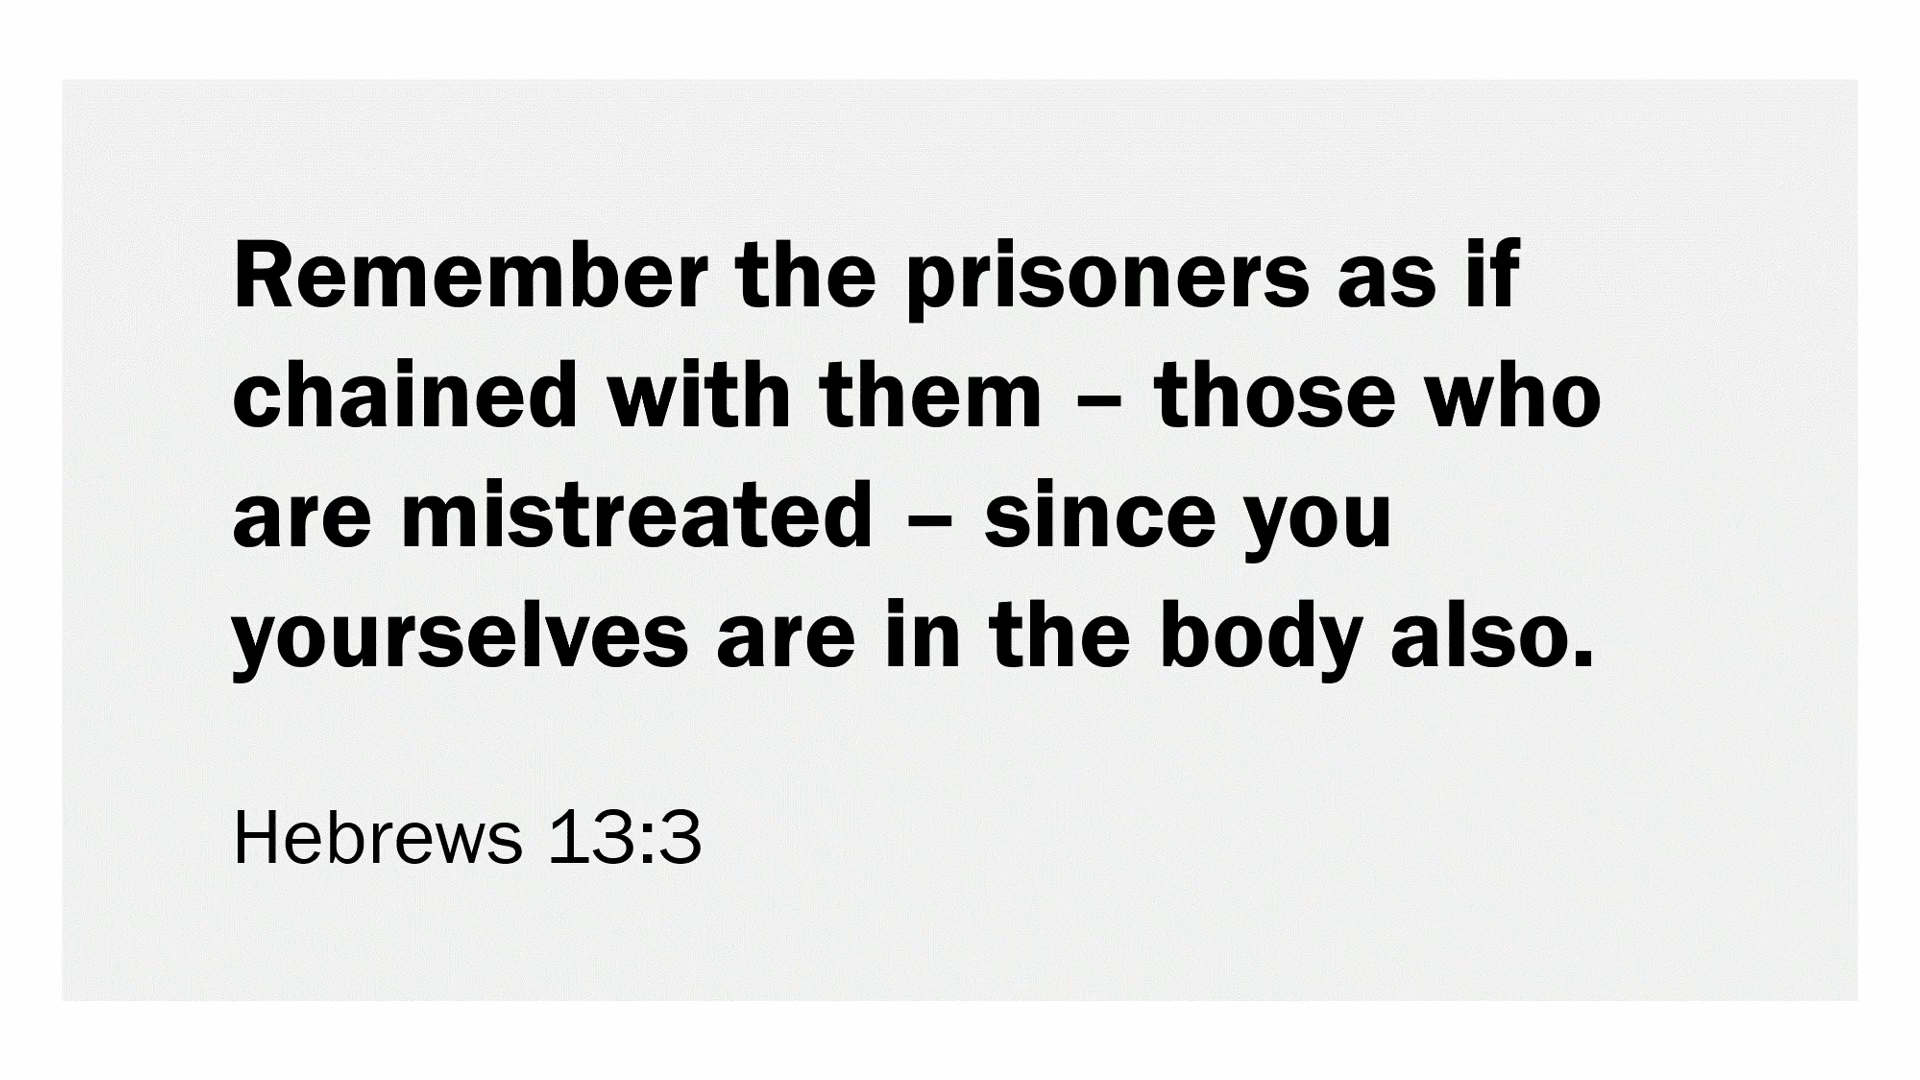 Remember the prisoners as if
chained with them – those who
are mistreated – since you
yourselves are in the body also.
Hebrews 13:3